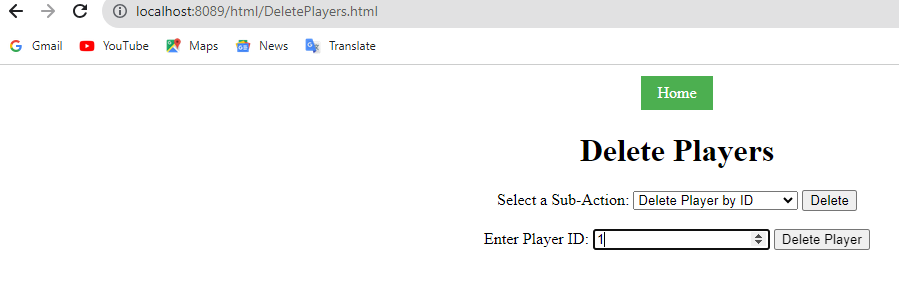 localhost:8089/html/DeletePlayers.html
Gmail YouTube Maps News Translate
Home
Delete Players
Select a Sub-Action: Delete Player by ID Delete
Enter Player ID: 1 Delete Player